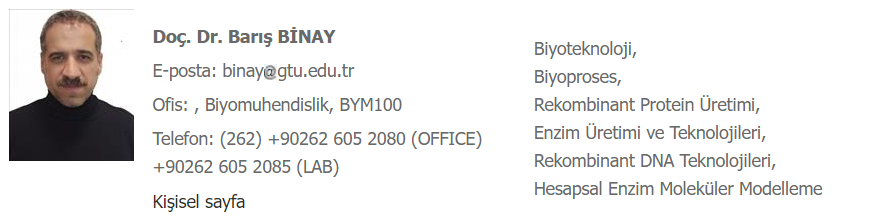 Doç. Dr. Barış BİNAY
E-posta: binay@gtu.edu.tr
Ofis: , Biyomuhendislik, BYM100
Telefon: (262) +90262 605 2080 (OFFICE)
+90262 605 2085 (LAB)
Kişisel sayfa
Biyoteknoloji,
Biyoproses,
Rekombinant Protein Üretimi,
Enzim Üretimi ve Teknolojileri,
Rekombinant DNA Teknolojileri,
Hesapsal Enzim Moleküler Modelleme